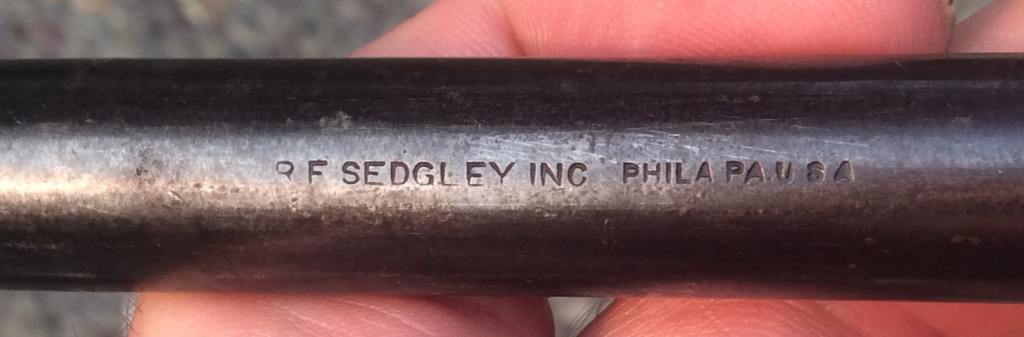 R F SEDGLEY INC PHILA PA. U S A